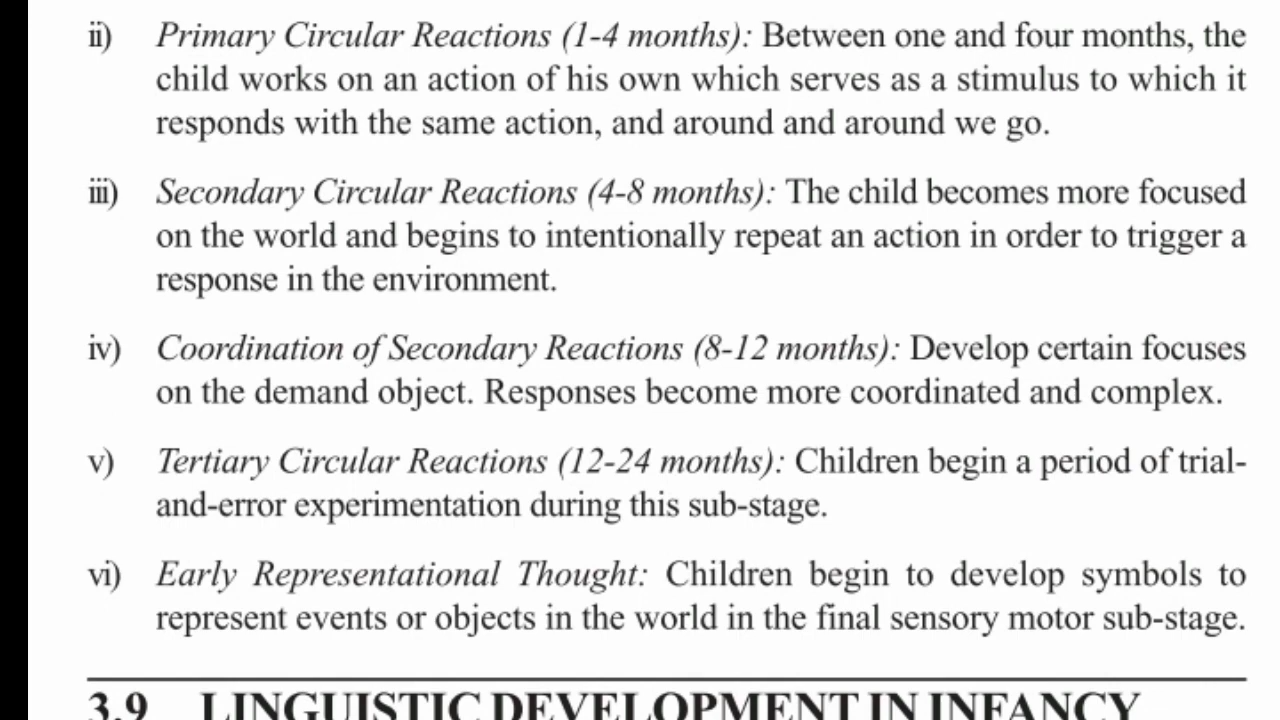 ii) Primary Circular Reactions (1-4 months): Between one and four months, the
child works on an action of his own which serves as a stimulus to which it
responds with the same action, and around and around we go.
iii) Secondary Circular Reactions (4-8 months): The child becomes more focused
on the world and begins to intentionally repeat an action in order to trigger a
response in the environment.
iv) Coordination of Secondary Reactions (8-12 months): Develop certain focuses
on the demand object. Responses become more coordinated and complex.
v) Tertiary Circular Reactions (12-24 months): Children begin a period of trial-
and-error experimentation during this sub-stage.
vi) Early Representational Thought: Children begin to develop symbols to
represent events or objects in the world in the final sensory motor sub-stage.
3.9 LINGUISTIC DEVELOPMENT IN INFANCY